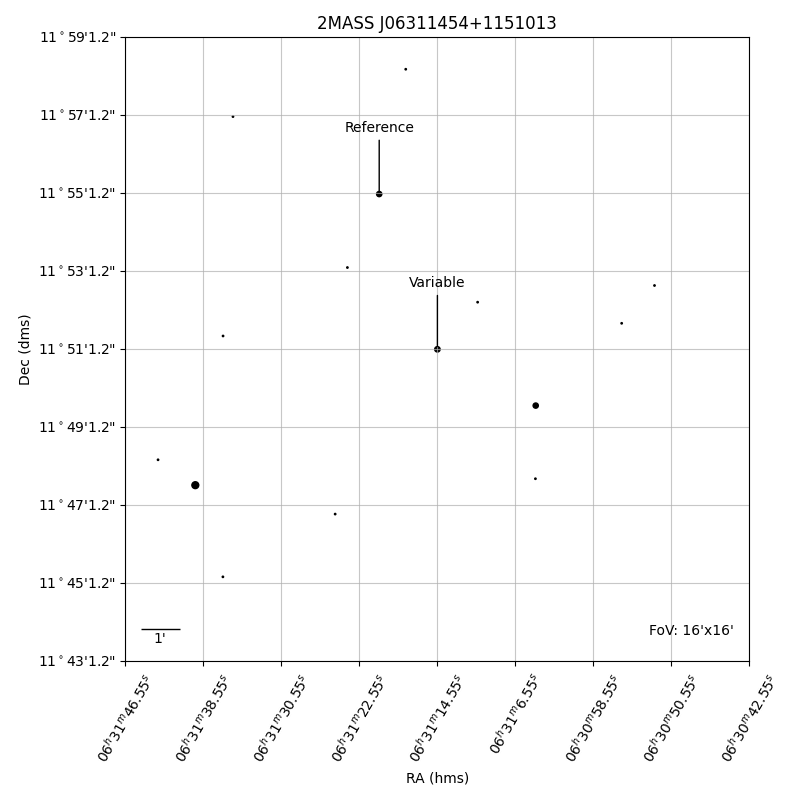 2MASS J06311454+1151013
11°59'1.2"
11°57'1.2"
Reference
11°55'1.2"
11°53'1.2"
Variable
Dec (dms)
11°51'1.2"
11°49'1.2"
11°47'1.2"
11°45'1.2"
1'
FoV: 16'x16'
11°43'1.2"
06ʰ31ᵐ46.55ˢ
06ʰ31ᵐ38.55ˢ
06ʰ31ᵐ30.55ˢ
06ʰ31ᵐ22.55ˢ
06ʰ31ᵐ14.55ˢ
06ʰ31ᵐ6.55ˢ
06ʰ30ᵐ58.55ˢ
06ʰ30ᵐ50.55ˢ
06ʰ30ᵐ42.55ˢ
RA (hms)